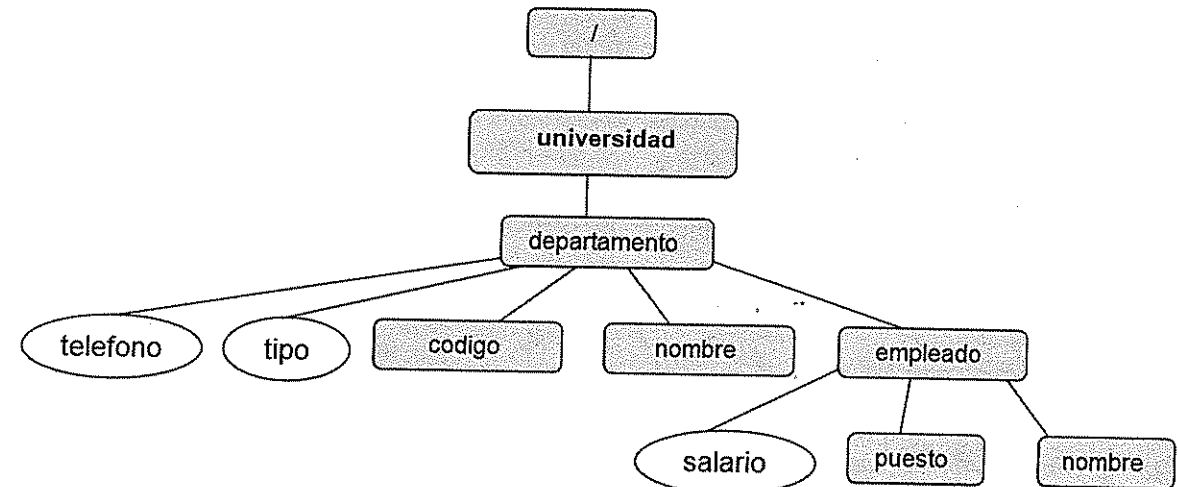 /
universidad
departamento
telefono
tipo
codigo
nombre
empleado
salario
puesto
nombre